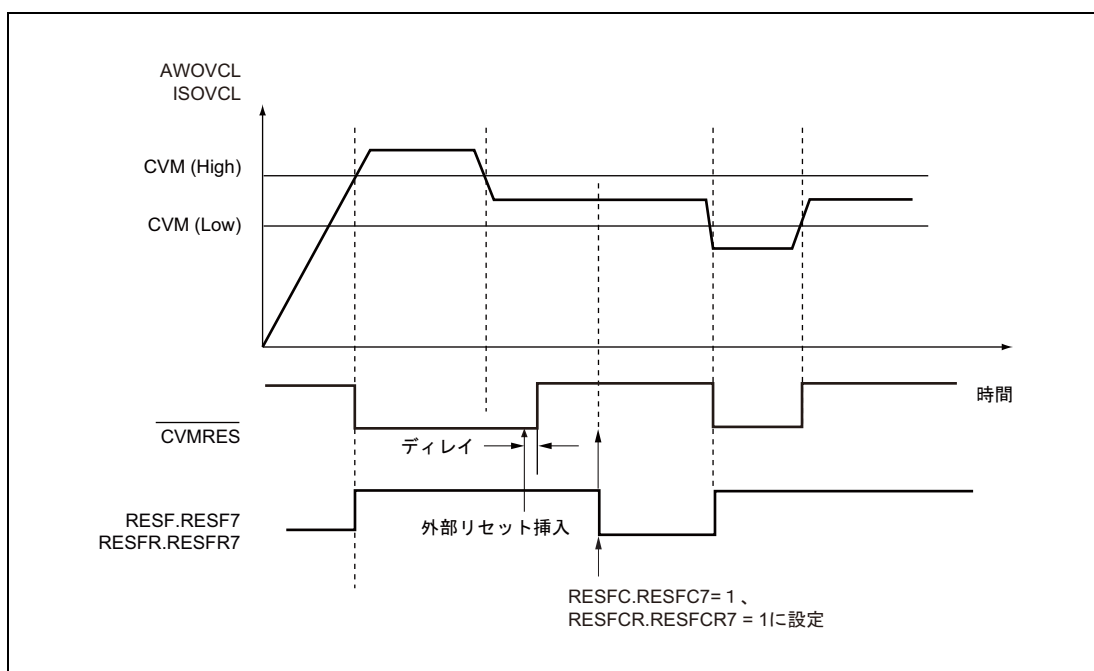 AWOVCL
ISOVCL
CVM (High)
CVM (Low)
時間
CVMRES
ディレイ
外部リセット挿入
RESF.RESF7
RESFR.RESFR7
RESFC.RESFC7= 1 、
RESFCR.RESFCR7 = 1に設定